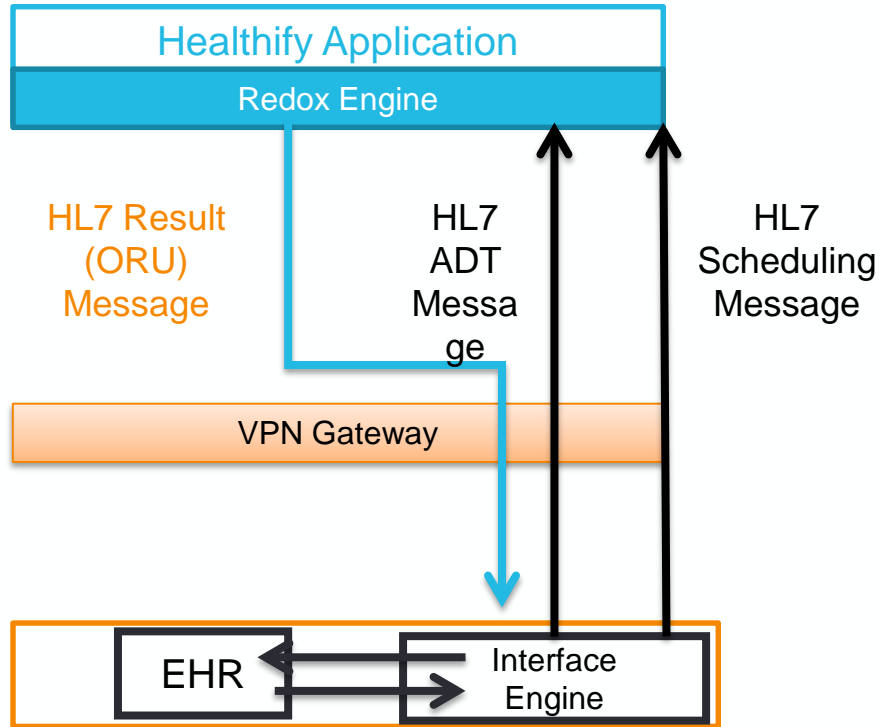 Healthify Application
Redox Engine
HL7 Result
(ORU)
Message
HL7
ADT
Messa
ge
HL7
Scheduling
Message
VPN Gateway
EHR
Interface
Engine